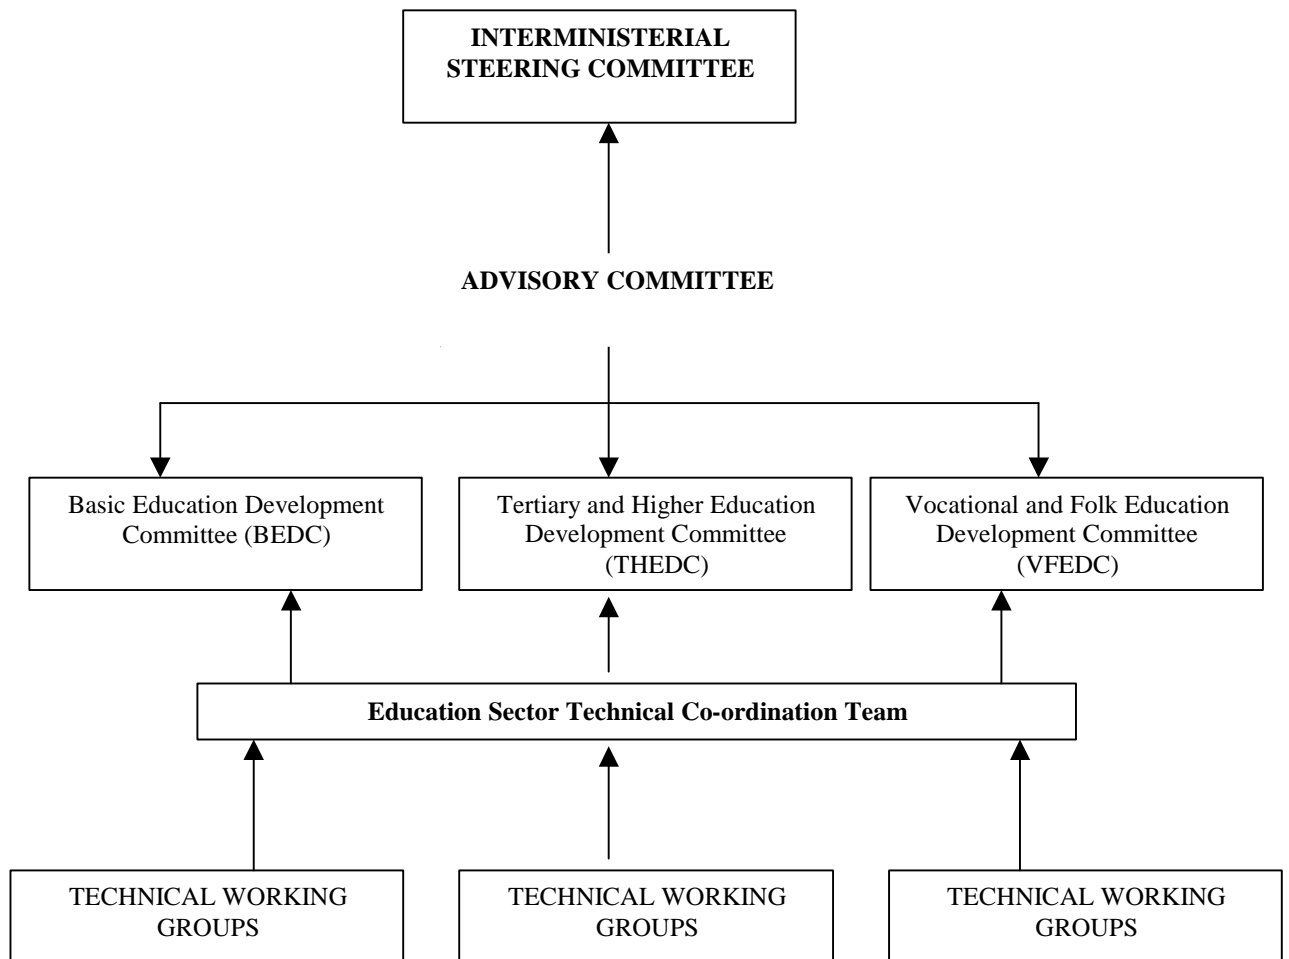 INTERMINISTERIAL
STEERING COMMITTEE
ADVISORY COMMITTEE
Basic Education Development
Committee (BEDC)
Tertiary and Higher Education
Development Committee
(THEDC)
Vocational and Folk Education
Development Committee
(VFEDC)
Education Sector Technical Co-ordination Team
TECHNICAL WORKING
GROUPS
TECHNICAL WORKING
GROUPS
TECHNICAL WORKING
GROUPS